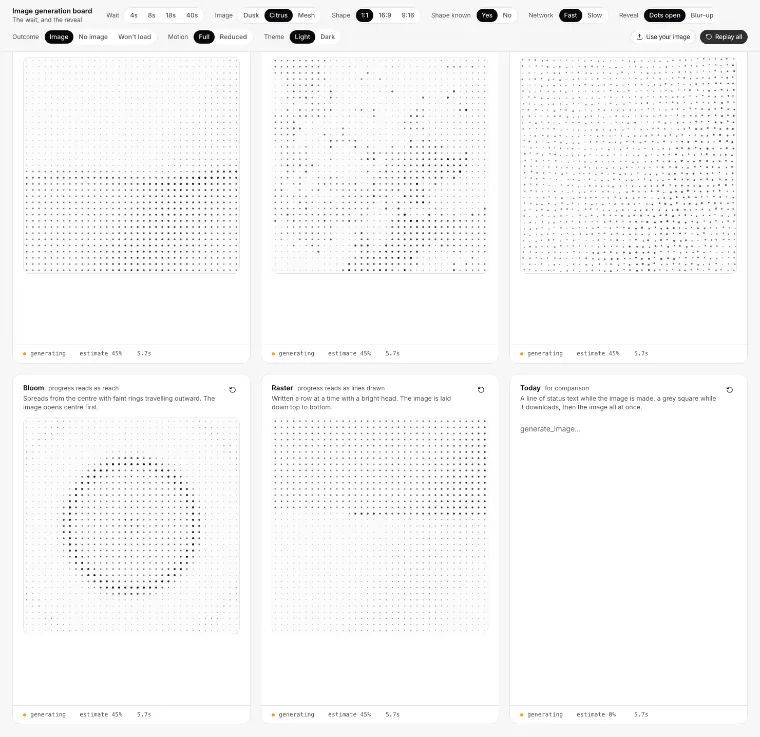 Image generation board
The wait, and the reveal
Wait 4s 8s 18s 40s Image Dusk Citrus Mesh Shape 1:1 16:9 9:16 Shape known Yes No Network Fast Slow Reveal Dots open Blur-up
Outcome Image No image Won't load Motion Full Reduced Theme Light Dark Use your image Replay all
generating estimate 45% 5.7s
generating estimate 45% 5.7s
generating estimate 45% 5.7s
Bloom progress reads as reach
Spreads from the centre with faint rings travelling outward. The
image opens centre first.
generating estimate 45% 5.7s
Raster progress reads as lines drawn
Written a row at a time with a bright head. The image is laid
down top to bottom.
generating estimate 45% 5.7s
Today for comparison
A line of status text while the image is made, a grey square while
it downloads, then the image all at once.
generate_image…
generating estimate 0% 5.7s